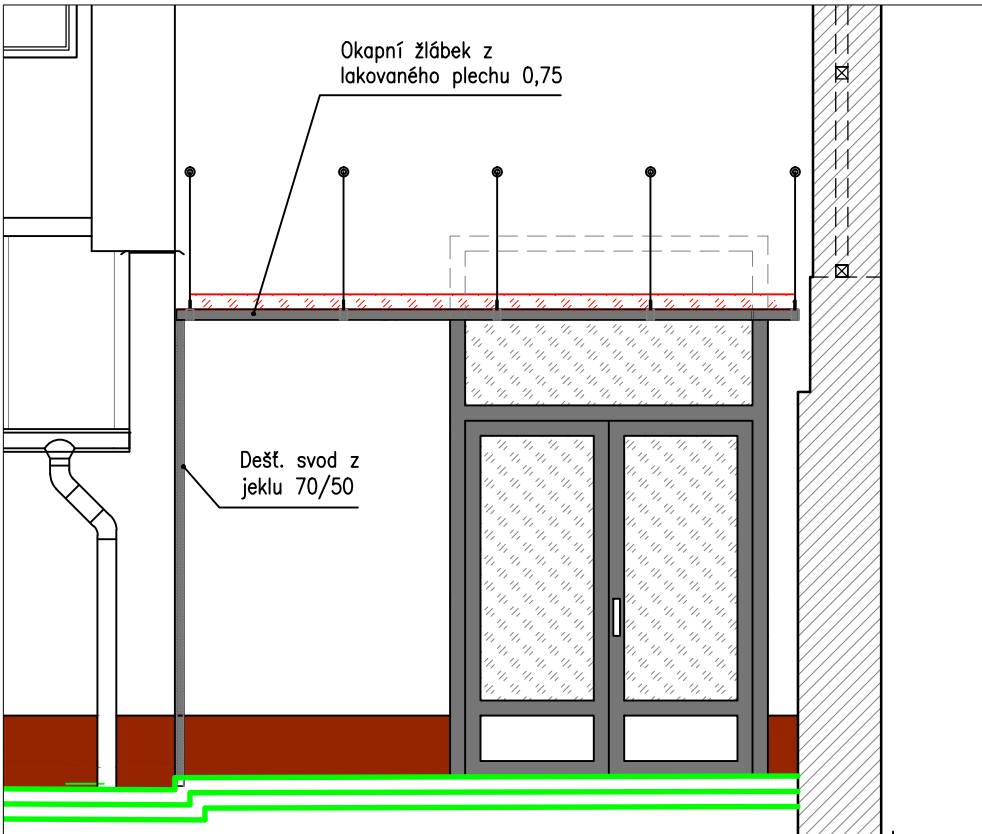 Okapní žlábek z
lakovaného plechu 0,75
Dešť. svod z
jeklu 70/50